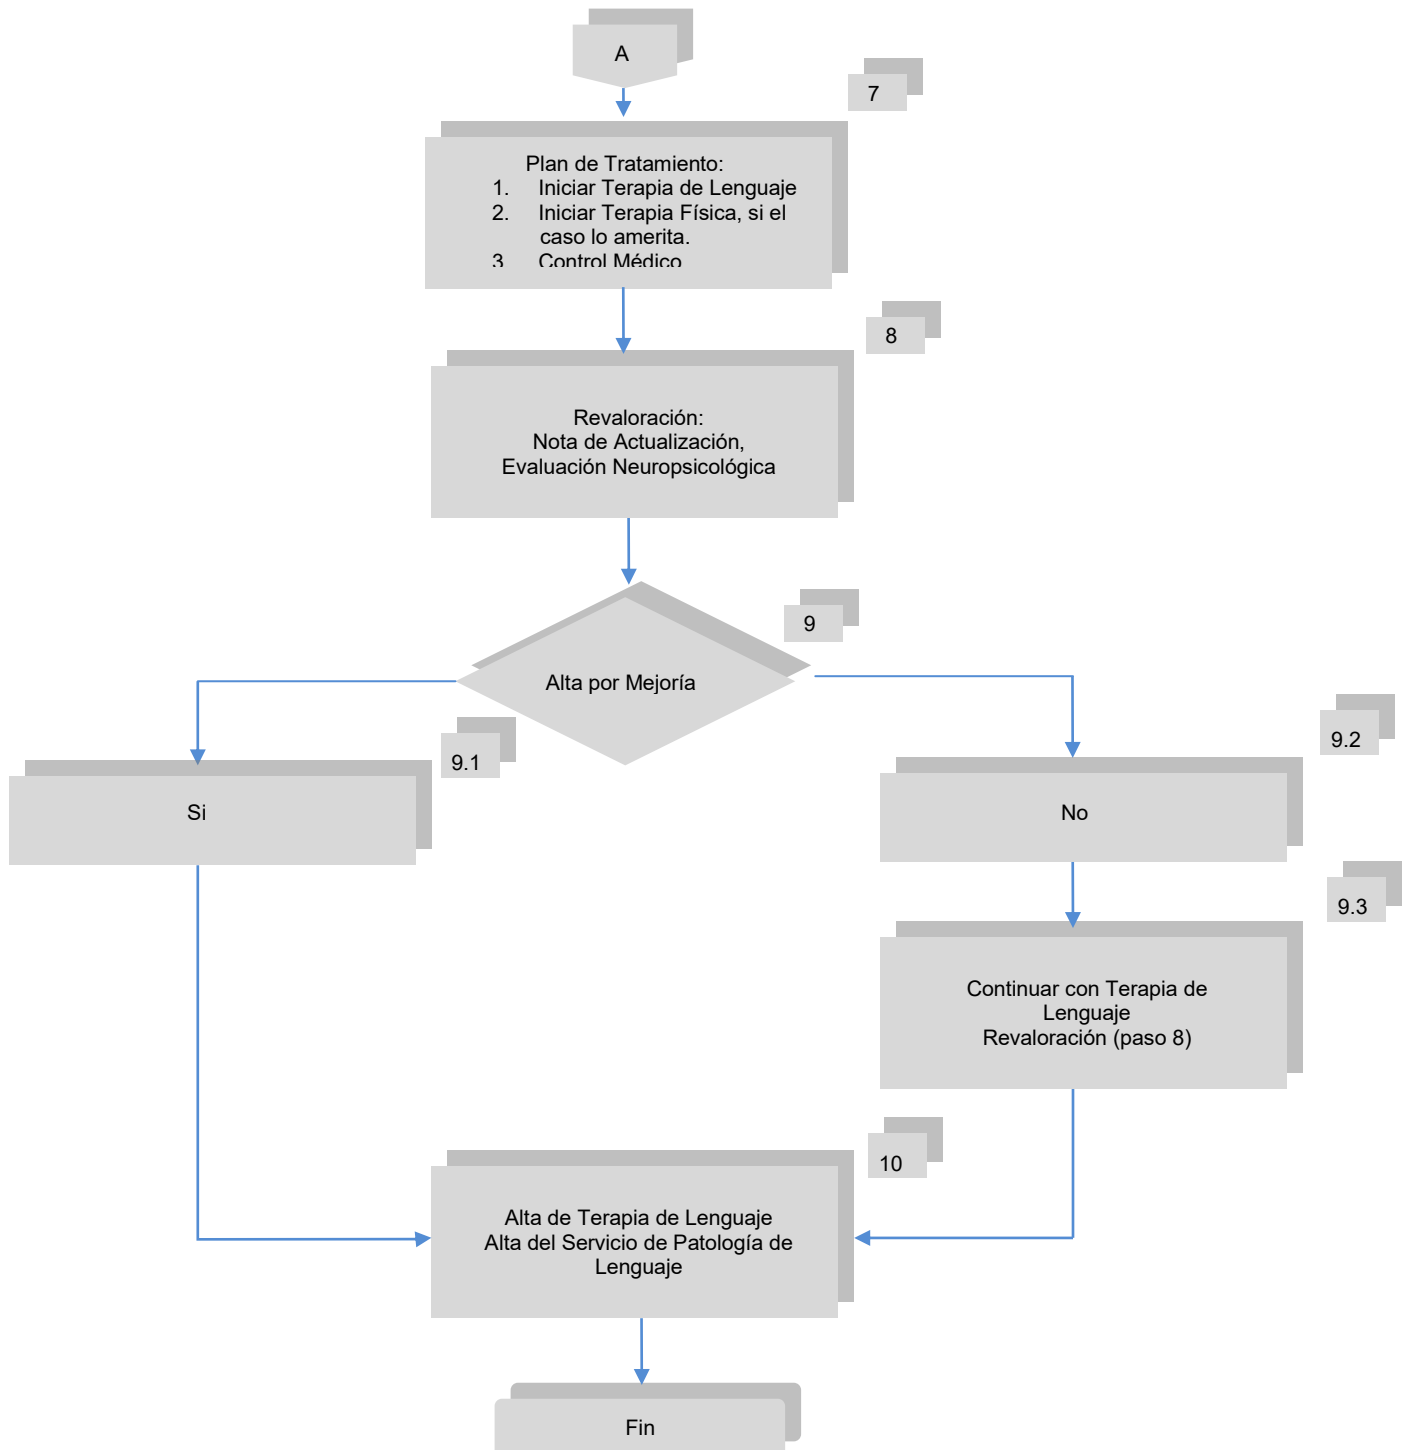 A
7
Plan de Tratamiento:
1. Iniciar Terapia de Lenguaje
2. Iniciar Terapia Física, si el
caso lo amerita.
3 Control Médico
8
Revaloración:
Nota de Actualización,
Evaluación Neuropsicológica
9
Alta por Mejoría
9.1
Si
9.2
No
9.3
Continuar con Terapia de
Lenguaje
Revaloración (paso 8)
10
Alta de Terapia de Lenguaje
Alta del Servicio de Patología de
Lenguaje
Fin